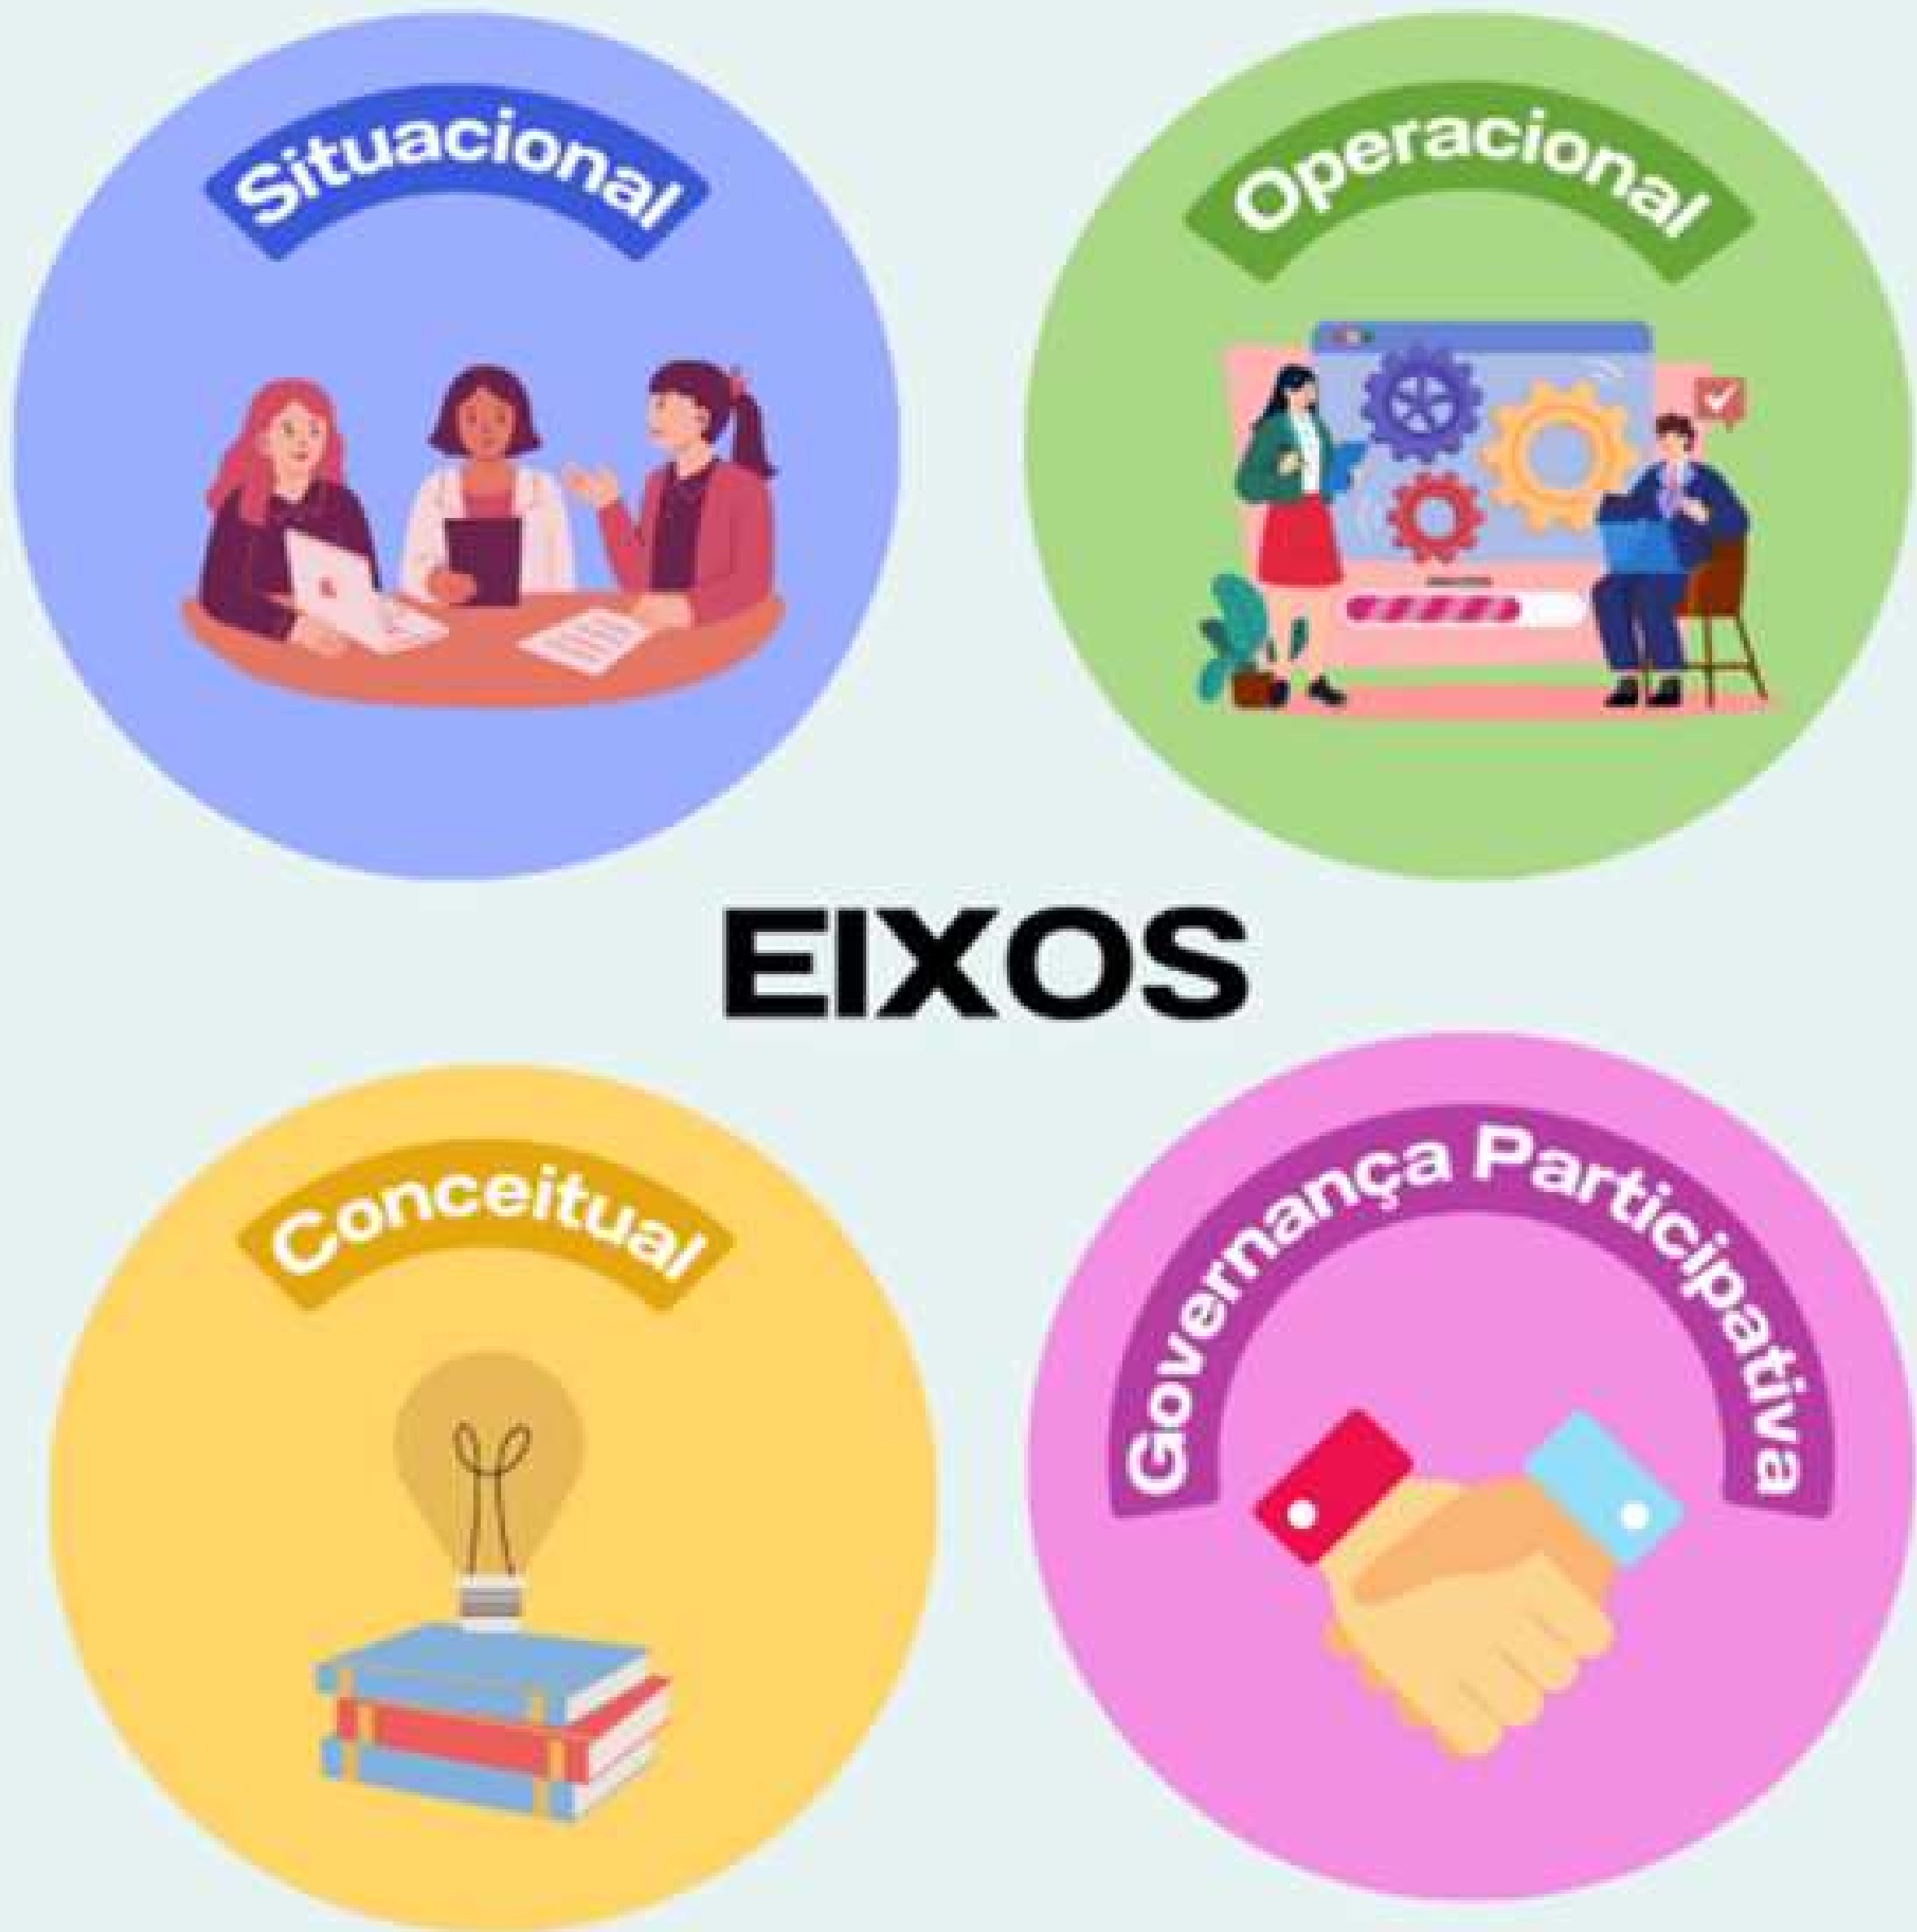 Situacional
Operacional
EIXOS
Conceitual
Governança Participativa